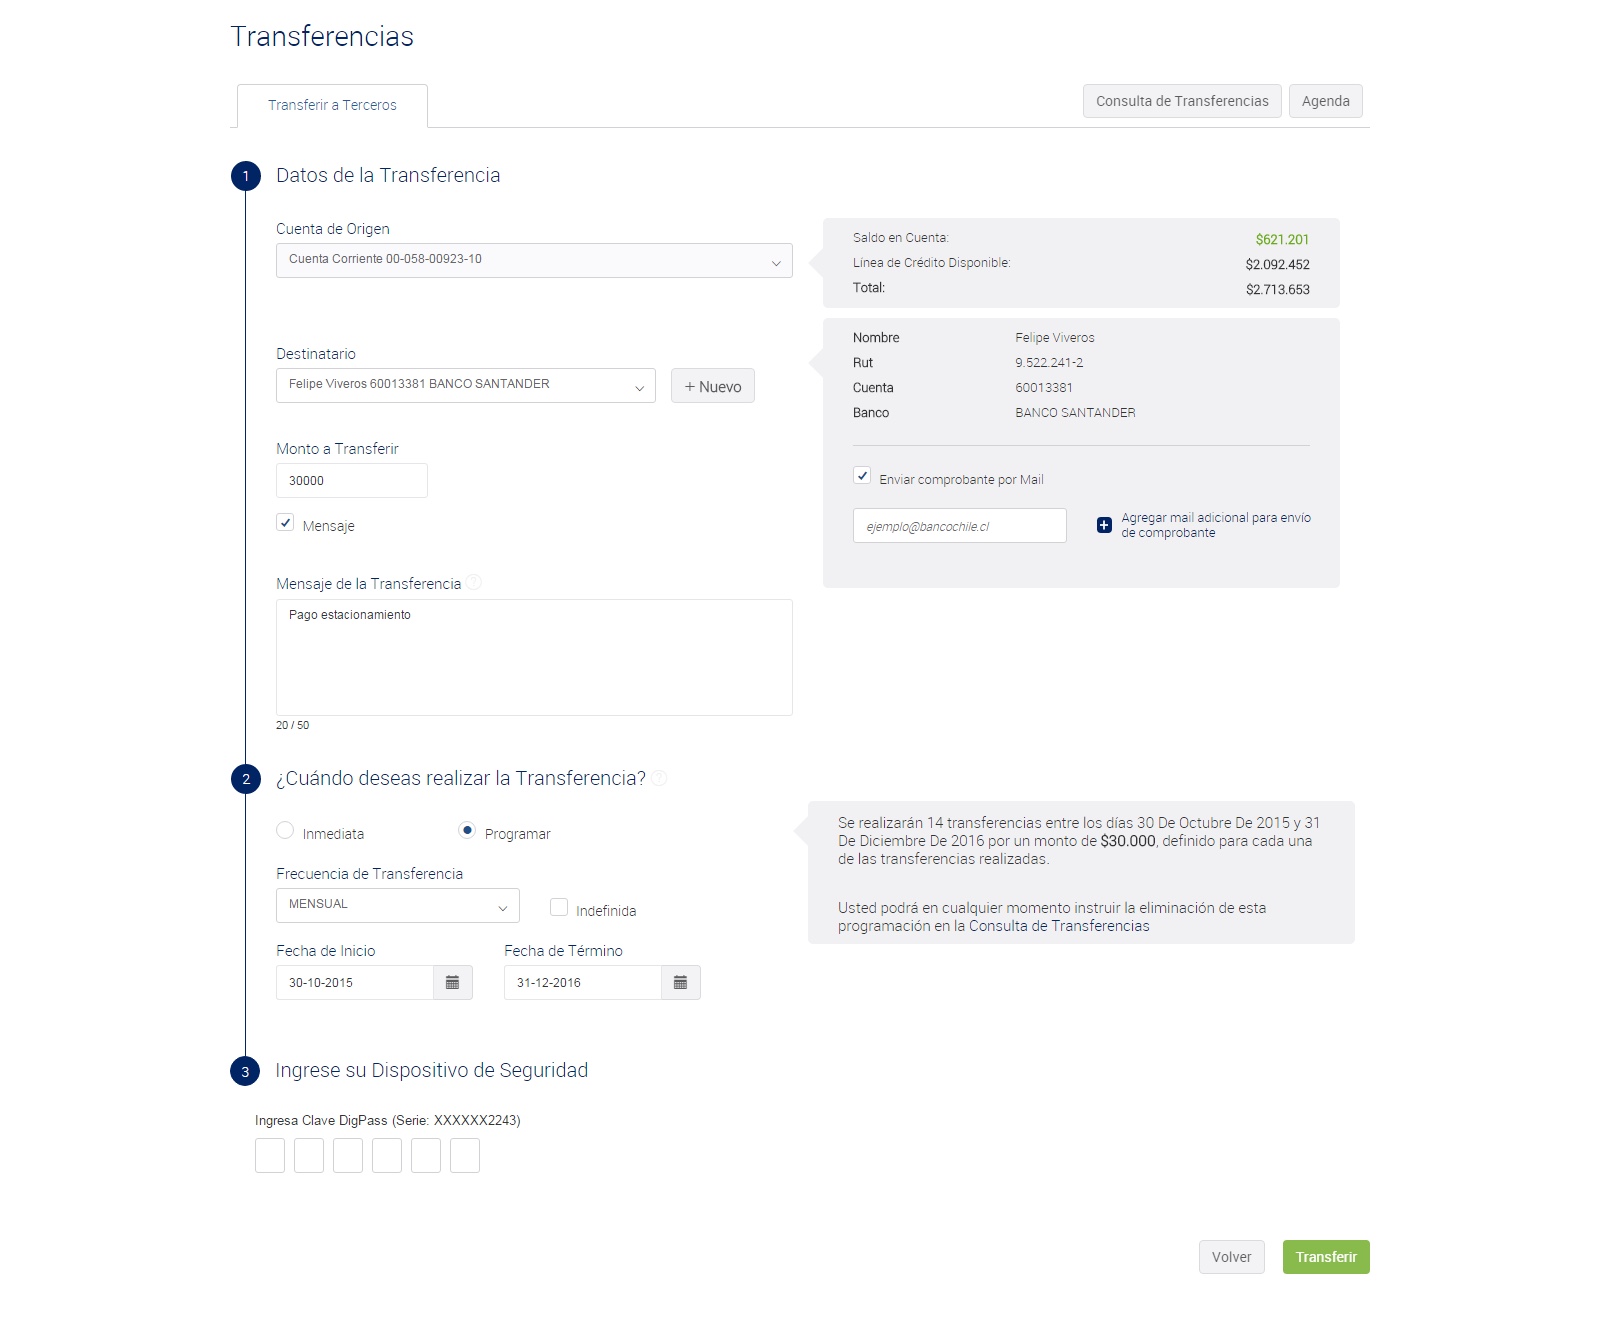 Transferencias
Transferir a Terceros
Consulta de Transferencias
Agenda
1
Datos de la Transferencia
Cuenta de Origen
Cuenta Corriente 00-058-00923-10
Saldo en Cuenta:
$621.201
Línea de Crédito Disponible:
$2.092.452
Total:
$2.713.653
Destinatario
Felipe Viveros 60013381 BANCO SANTANDER
+ Nuevo
Nombre
Felipe Viveros
Rut
9.522.241-2
Cuenta
60013381
Banco
BANCO SANTANDER
Monto a Transferir
30000
Mensaje
Enviar comprobante por Mail
ejemplo@bancochile.cl
Agregar mail adicional para envío
de comprobante
Mensaje de la Transferencia ?
Pago estacionamiento
20 / 50
2
¿Cuándo deseas realizar la Transferencia? ?
Inmediata
Programar
Frecuencia de Transferencia
MENSUAL
Indefinida
Fecha de Inicio
Fecha de Término
30-10-2015
31-12-2016
Se realizarán 14 transferencias entre los días 30 De Octubre De 2015 y 31
De Diciembre De 2016 por un monto de $30.000, definido para cada una
de las transferencias realizadas.
Usted podrá en cualquier momento instruir la eliminación de esta
programación en la Consulta de Transferencias
3
Ingrese su Dispositivo de Seguridad
Ingresa Clave DigPass (Serie: XXXXXX2243)
Volver
Transferir